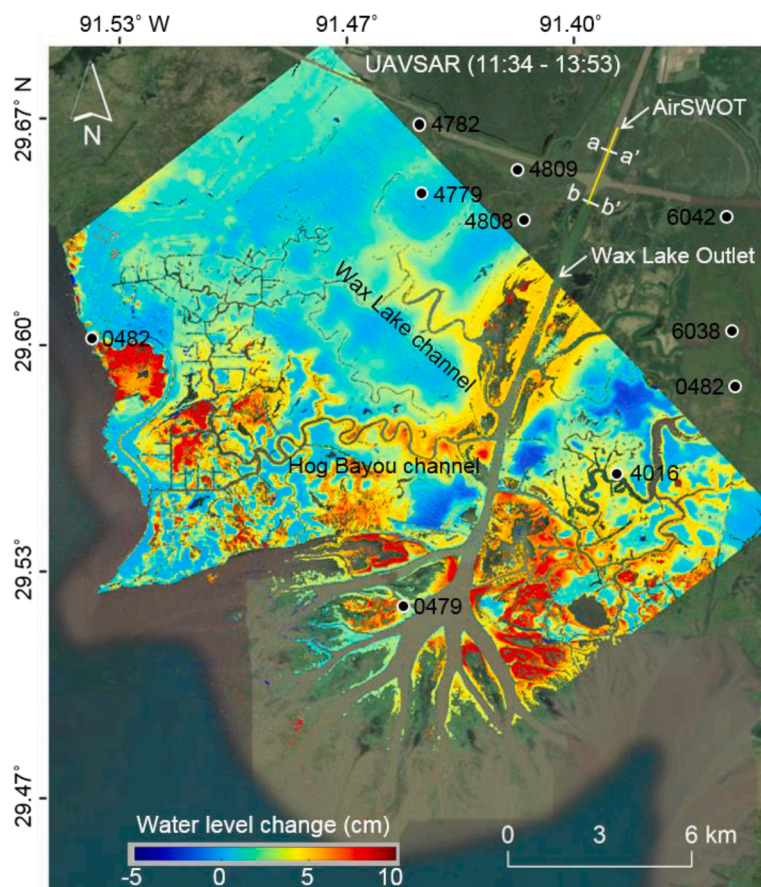 91.53° W 91.47° 91.40°
UAVSAR (11:34 - 13:53)
29.67° N
N
AirSWOT
4782
a a'
4809
4779
b b'
4808
6042
Wax Lake Outlet
Wax Lake channel
29.60°
0482
6038
0482
Hog Bayou channel
4016
29.53°
0479
29.47°
Water level change (cm)
-5 0 5 10
0 3 6 km